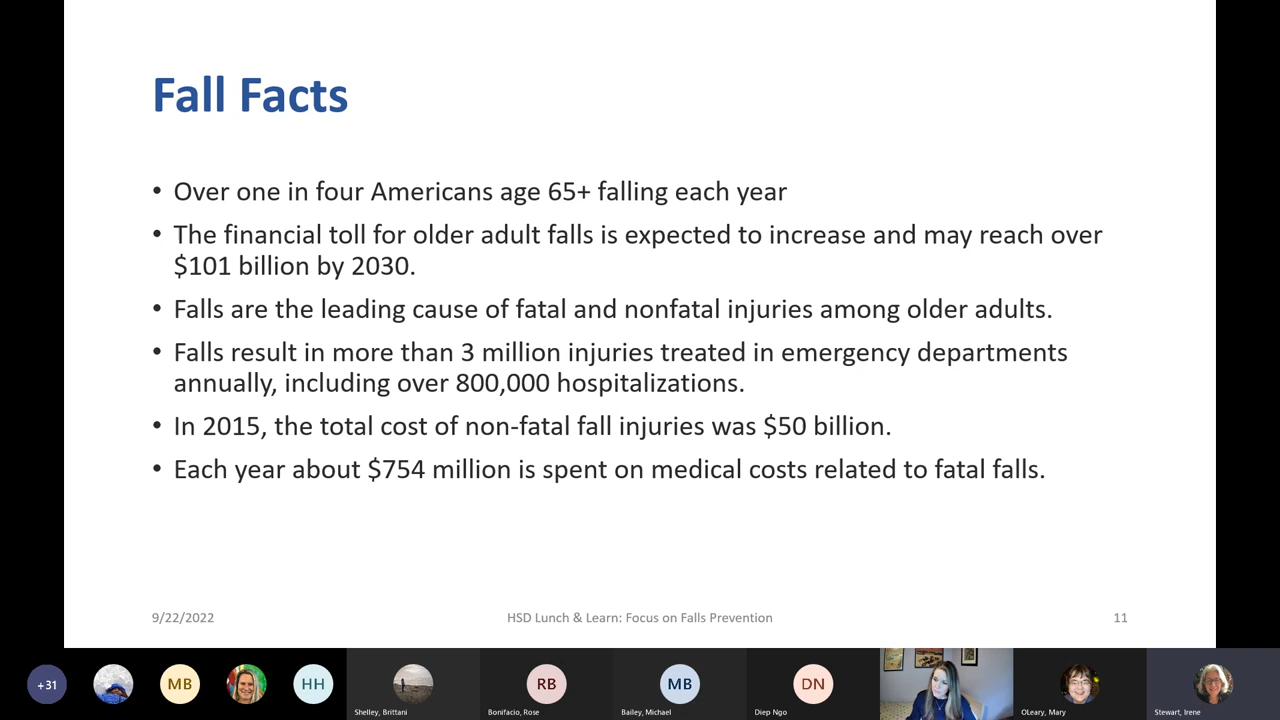 Fall Facts
• Over one in four Americans age 65+ falling each year
• The financial toll for older adult falls is expected to increase and may reach over
$101 billion by 2030.
• Falls are the leading cause of fatal and nonfatal injuries among older adults.
• Falls result in more than 3 million injuries treated in emergency departments
annually, including over 800,000 hospitalizations.
• In 2015, the total cost of non-fatal fall injuries was $50 billion.
• Each year about $754 million is spent on medical costs related to fatal falls.
9/22/2022 HSD Lunch & Learn: Focus on Falls Prevention 11
+31 MB HH RB MB DN
Shelley, Brittani Bonifacio, Rose Bailey, Michael Diep Ngo OLeary, Mary Stewart, Irene